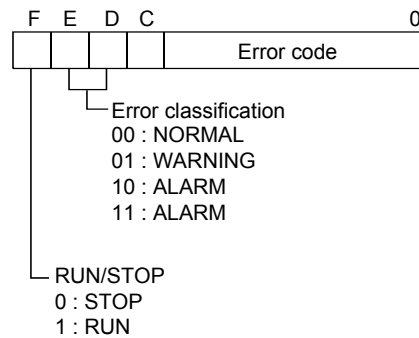 F E D C 0
Error code
Error classification
00 : NORMAL
01 : WARNING
10 : ALARM
11 : ALARM
RUN/STOP
0 : STOP
1 : RUN